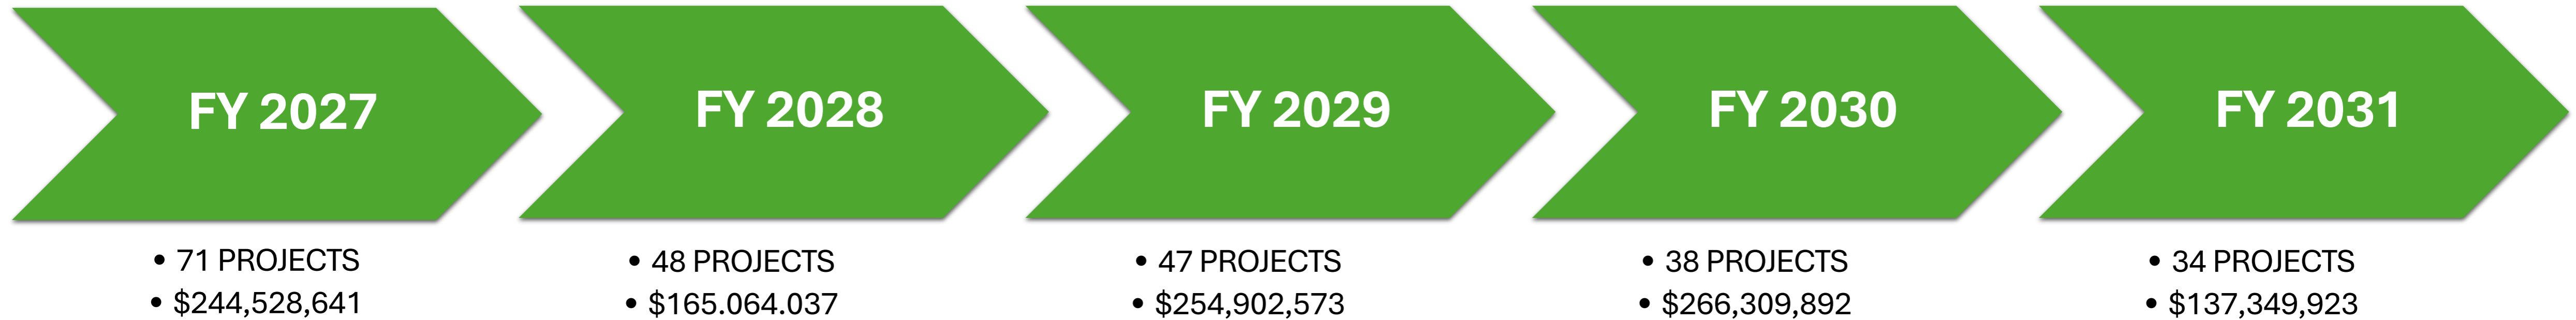 FY 2027
• 71 PROJECTS
• $244,528,641
FY 2028
• 48 PROJECTS
• $165.064.037
FY 2029
• 47 PROJECTS
• $254,902,573
FY 2030
• 38 PROJECTS
• $266,309,892
FY 2031
• 34 PROJECTS
• $137,349,923